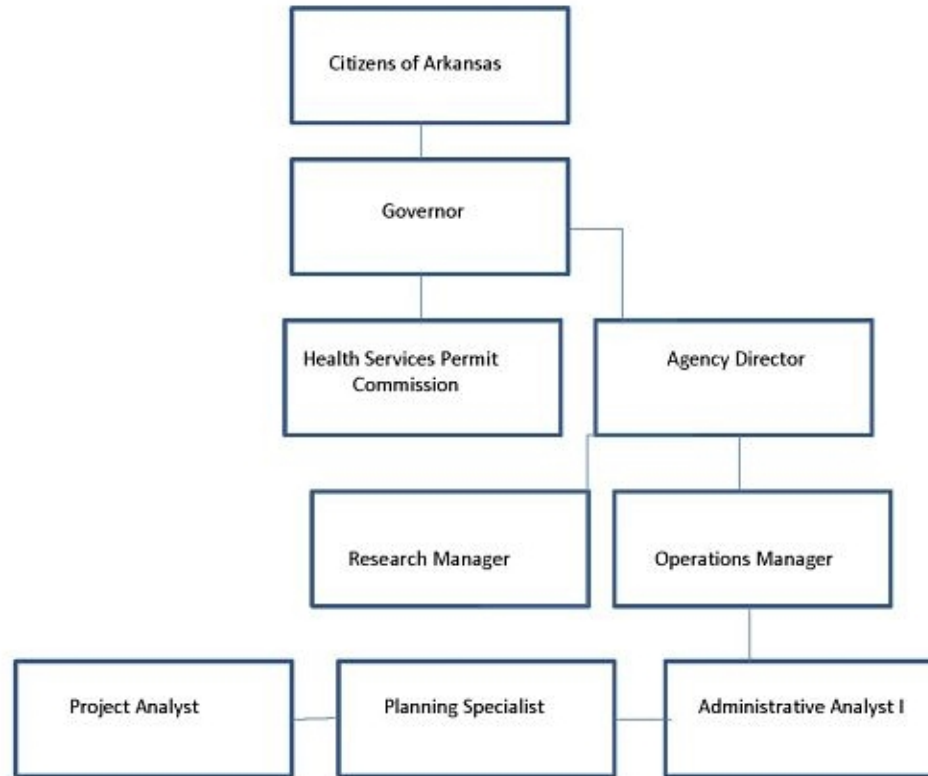 Citizens of Arkansas
Governor
Health Services Permit
Commission
Agency Director
Research Manager
Operations Manager
Project Analyst
Planning Specialist
Administrative Analyst I